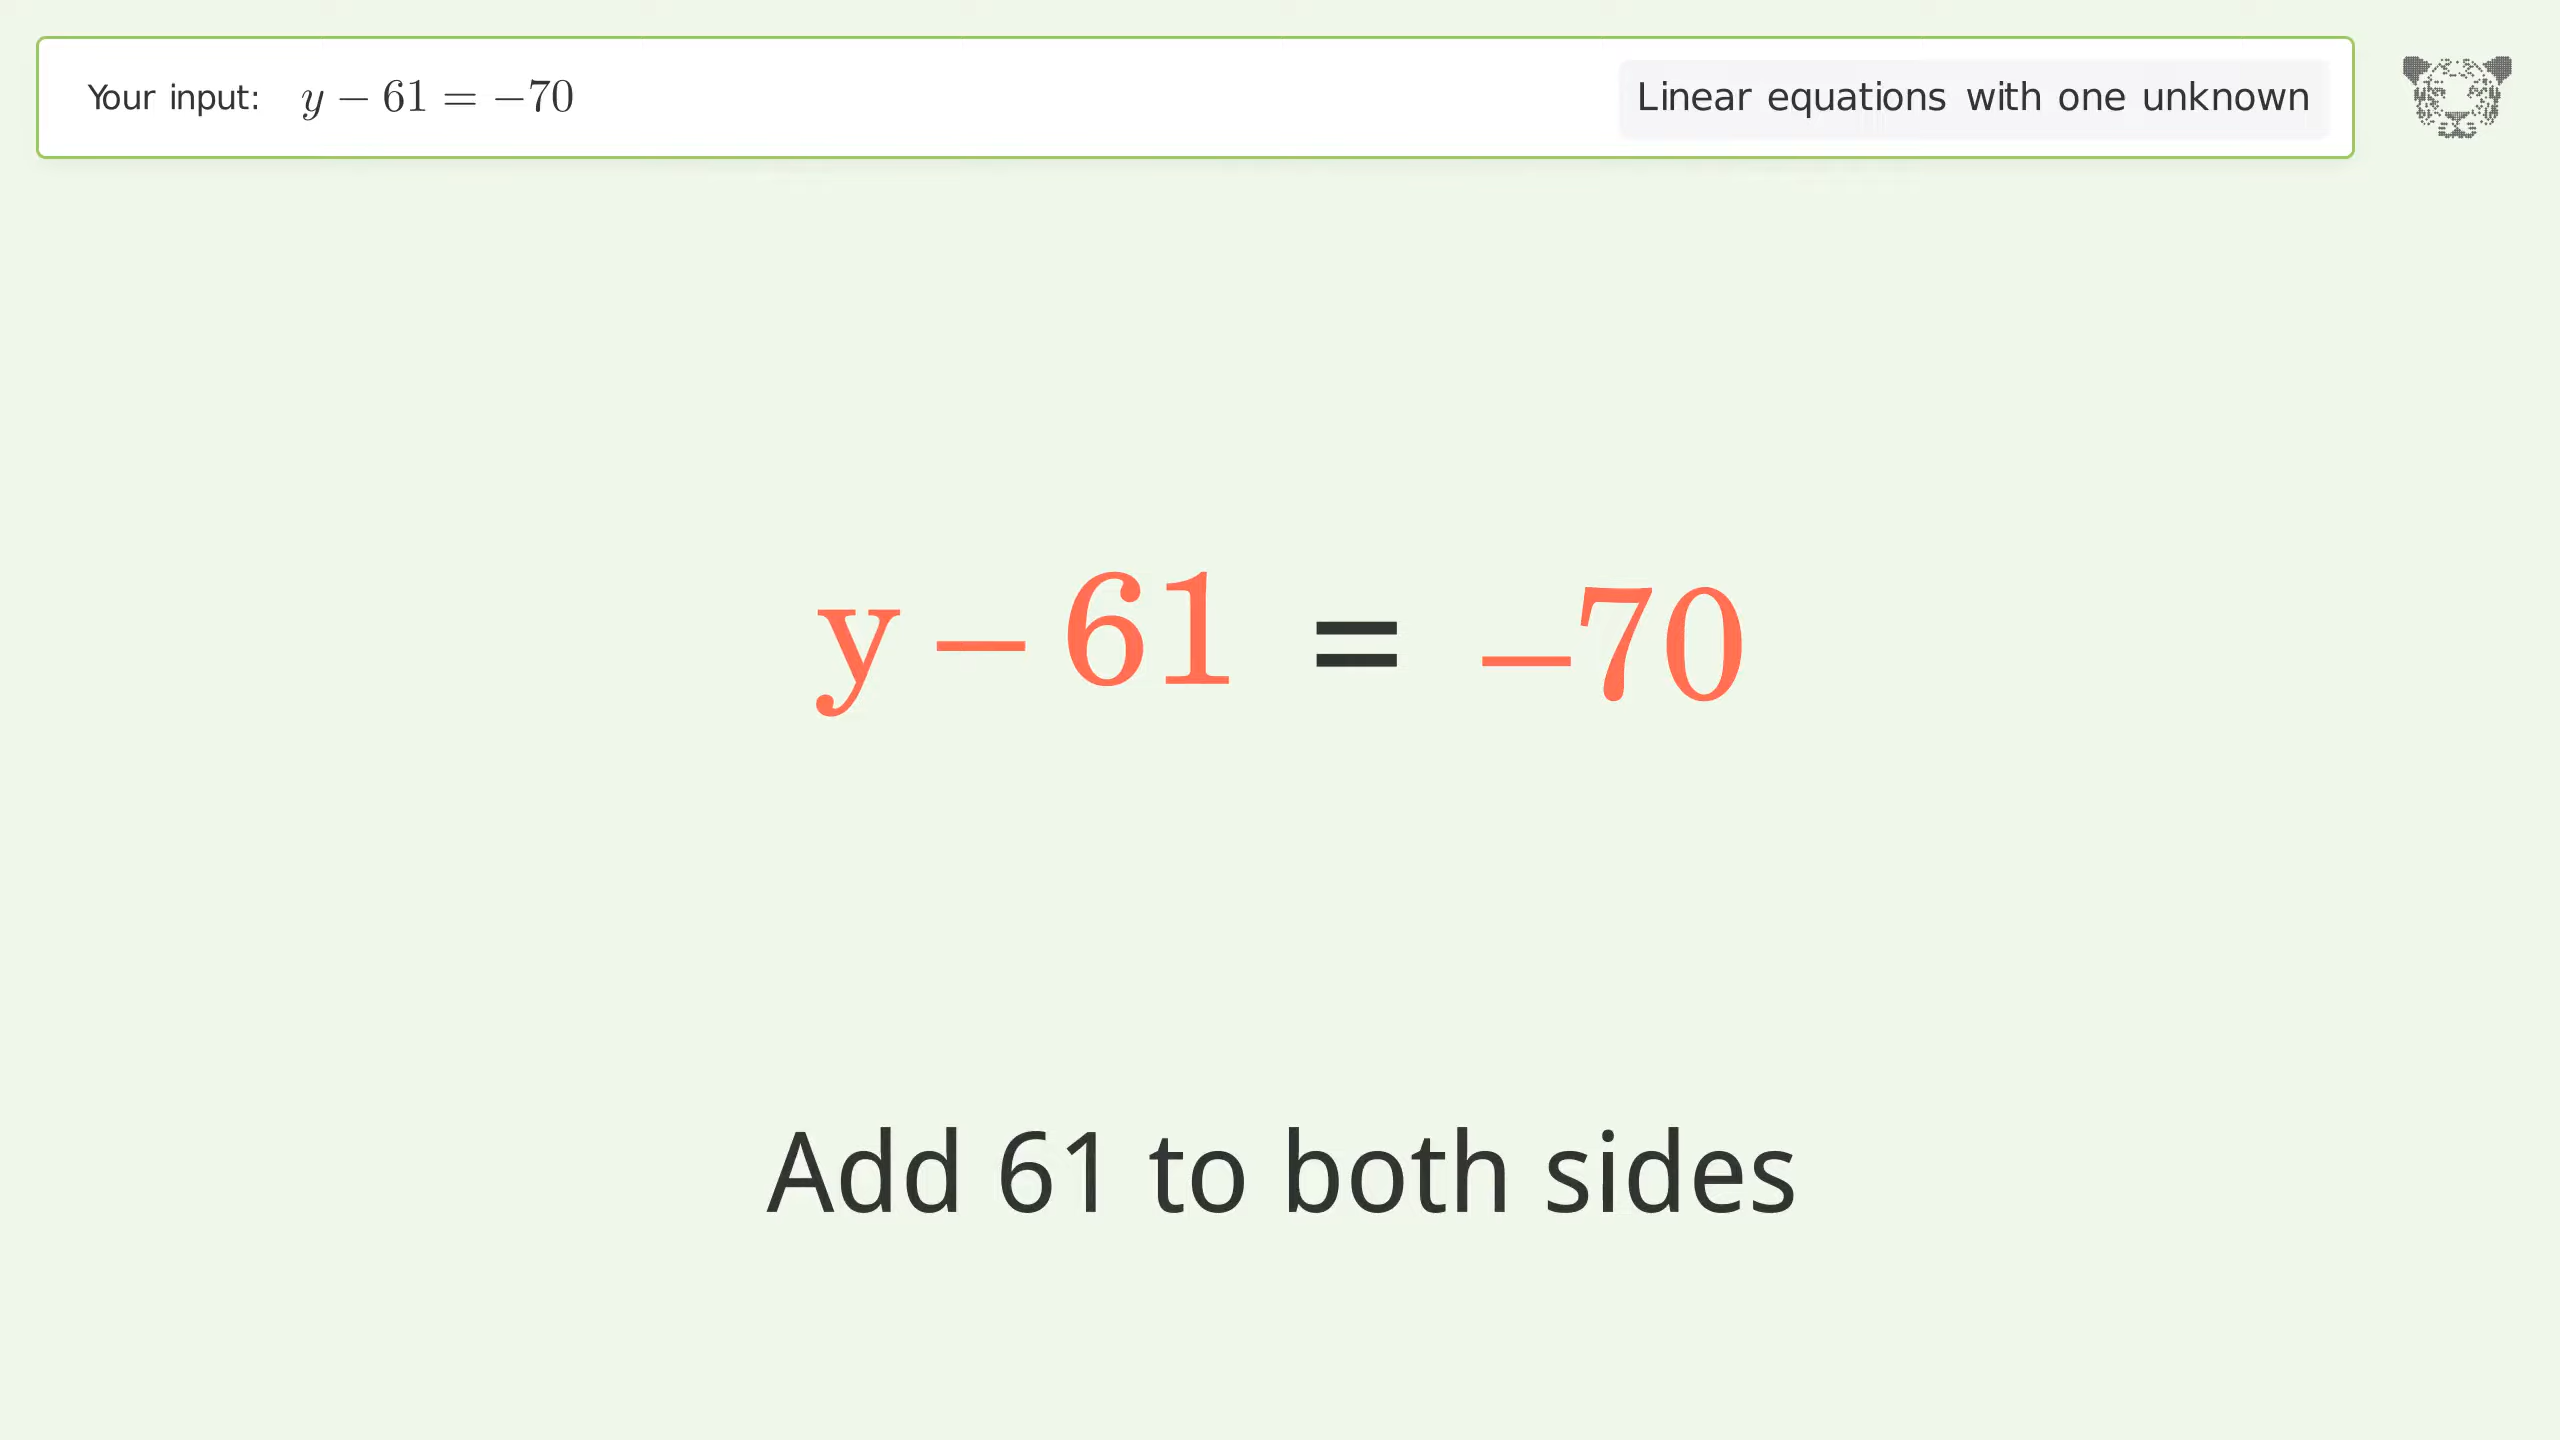 Your input: y − 61 = −70
Linear equations with one unknown
y − 61 = −70
Add 61 to both sides